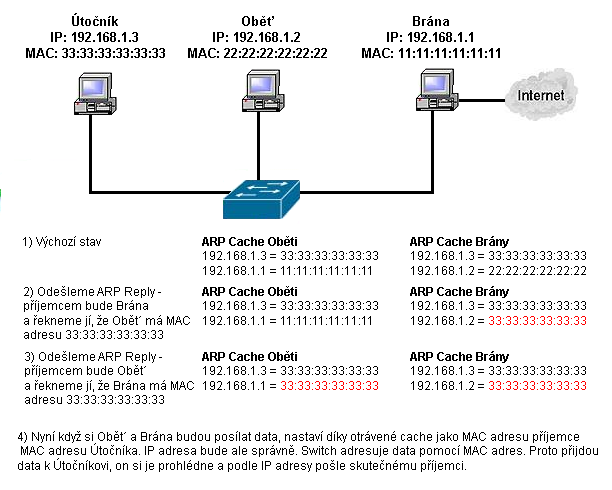 Útočník
IP: 192.168.1.3
MAC: 33:33:33:33:33:33
Oběť
IP: 192.168.1.2
MAC: 22:22:22:22:22:22
Brána
IP: 192.168.1.1
MAC: 11:11:11:11:11:11
Internet
1) Výchozí stav
ARP Cache Oběti
192.168.1.3 = 33:33:33:33:33:33
192.168.1.1 = 11:11:11:11:11:11
ARP Cache Brány
192.168.1.3 = 33:33:33:33:33:33
192.168.1.2 = 22:22:22:22:22:22
2) Odešleme ARP Reply -
příjemcem bude Brána
a řekneme jí, že Oběť má MAC
adresu 33:33:33:33:33:33
ARP Cache Oběti
192.168.1.3 = 33:33:33:33:33:33
192.168.1.1 = 11:11:11:11:11:11
ARP Cache Brány
192.168.1.3 = 33:33:33:33:33:33
192.168.1.2 = 33:33:33:33:33:33
3) Odešleme ARP Reply -
příjemcem bude Oběť
a řekneme jí, že Brána má MAC
adresu 33:33:33:33:33:33
ARP Cache Oběti
192.168.1.3 = 33:33:33:33:33:33
192.168.1.1 = 33:33:33:33:33:33
ARP Cache Brány
192.168.1.3 = 33:33:33:33:33:33
192.168.1.2 = 33:33:33:33:33:33
4) Nyní když si Oběť a Brána budou posílat data, nastaví díky otrávené cache jako MAC adresu příjemce
MAC adresu Útočníka. IP adresa bude ale správně. Switch adresuje data pomocí MAC adres. Proto přijdou
data k Útočníkovi, on si je prohlédne a podle IP adresy pošle skutečnému příjemci.